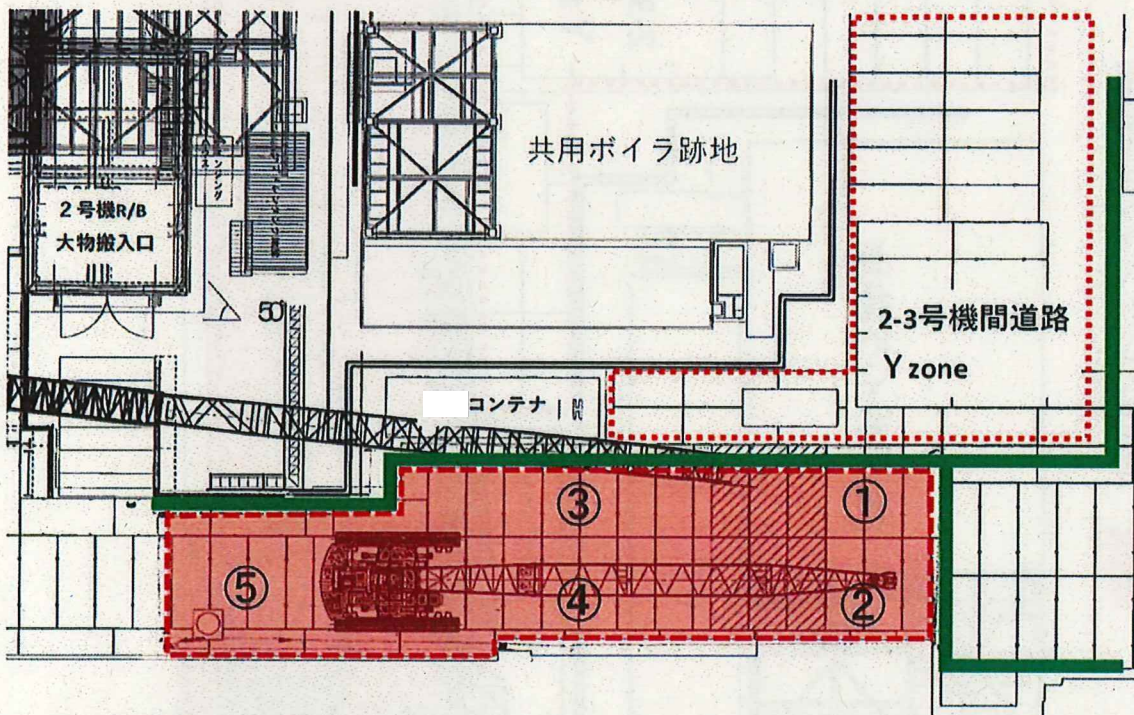 共用ボイラ跡地
2号機R/B
大物搬入口
50°
2-3号機間道路
Y zone
コンテナ
③
①
⑤
④
②